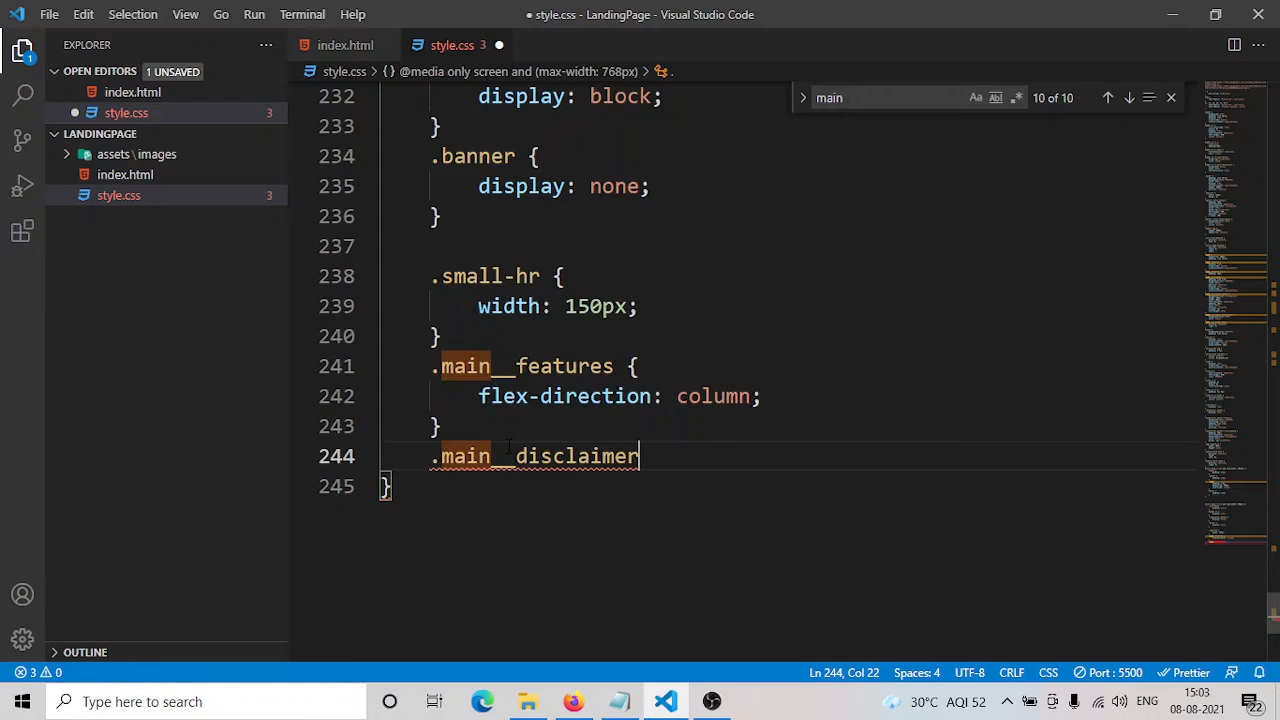 File Edit Selection View Go Run Terminal Help
● style.css - LandingPage - Visual Studio Code
EXPLORER
index.html
style.css 3
OPEN EDITORS 1 UNSAVED
style.css > {} @media only screen and (max-width: 768px) > .
index.html
style.css 3
LANDINGPAGE
assets\images
index.html
style.css 3
main
10 of 10
232 display: block;
233 }
234 .banner {
235 display: none;
236 }
237
238 .small-hr {
239 width: 150px;
240 }
241 .main__features {
242 flex-direction: column;
243 }
244 .main__disclaimer
245 }
OUTLINE
3 0
Ln 244, Col 22 Spaces: 4 UTF-8 CRLF CSS Port : 5500 Prettier
Type here to search
30°C AQI 52
ENG
18:03
08-08-2021
22
1